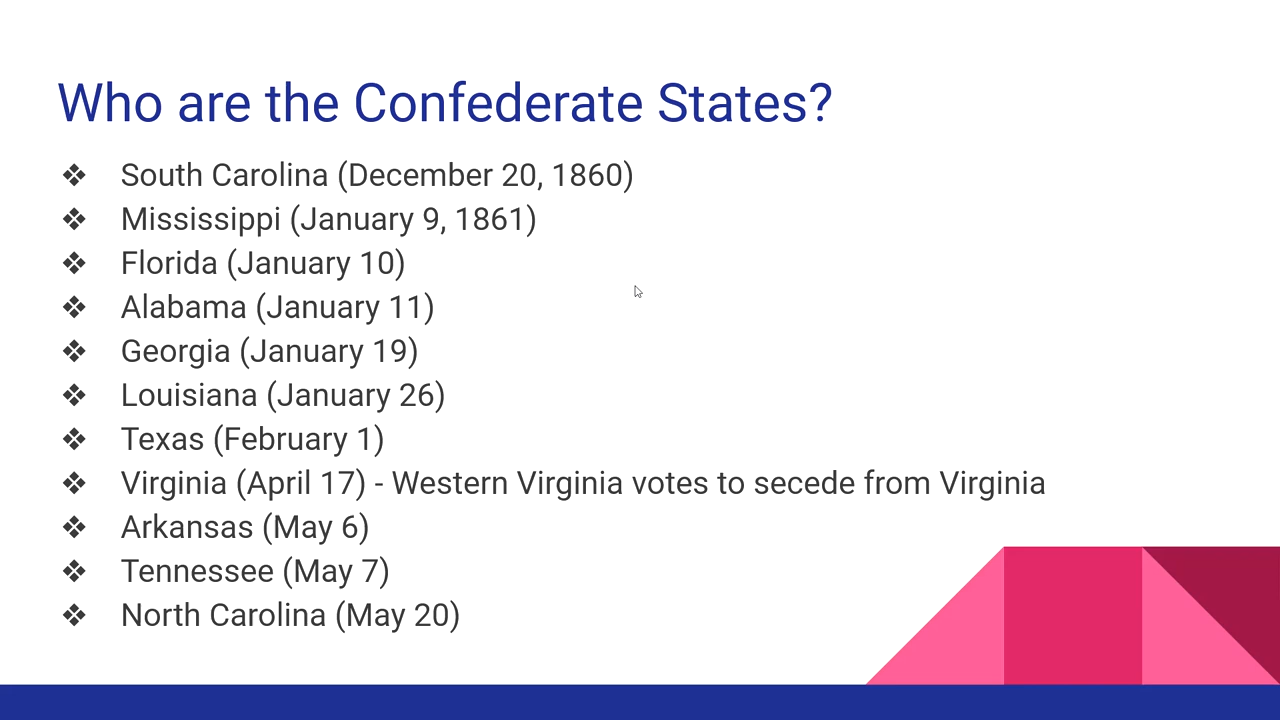 Who are the Confederate States?
❖ South Carolina (December 20, 1860)
❖ Mississippi (January 9, 1861)
❖ Florida (January 10)
❖ Alabama (January 11)
❖ Georgia (January 19)
❖ Louisiana (January 26)
❖ Texas (February 1)
❖ Virginia (April 17) - Western Virginia votes to secede from Virginia
❖ Arkansas (May 6)
❖ Tennessee (May 7)
❖ North Carolina (May 20)